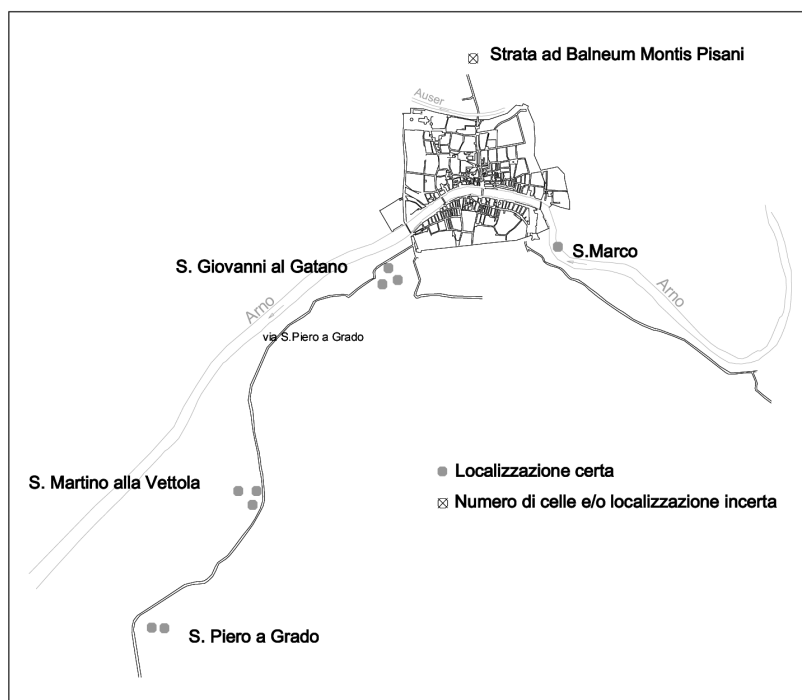 Strata ad Balneum Montis Pisani
Auser
S.Marco
S. Giovanni al Gatano
Arno
Arno
via S.Piero a Grado
S. Martino alla Vettola
Localizzazione certa
Numero di celle e/o localizzazione incerta
S. Piero a Grado